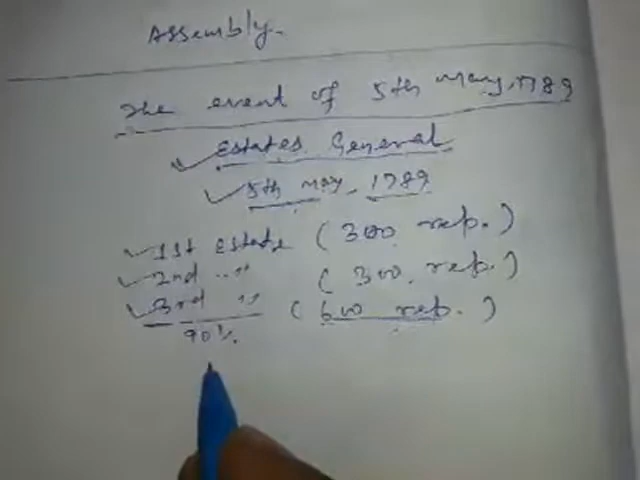 Assembly.
The event of 5th May, 1789
Estates General
5th May, 1789
1st Estate (300 rep.)
2nd " " (300. rep.)
3rd " " (600 rep.)
90%.